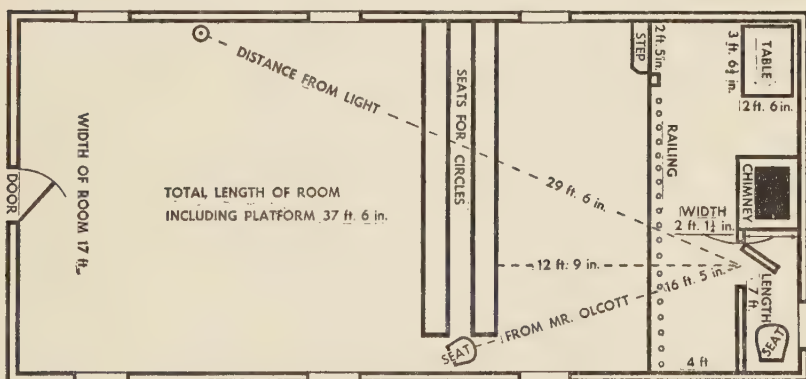 DISTANCE FROM LIGHT
29 ft. 6 in.
DOOR
WIDTH OF ROOM 17 ft.
TOTAL LENGTH OF ROOM
INCLUDING PLATFORM 37 ft. 6 in.
SEATS FOR CIRCLES
STEP
2 ft. 5in.
RAILING
3 ft. 6½ in.
TABLE
2 ft. 6 in.
CHIMNEY
WIDTH
2 ft. 1½ in.
12 ft. 9 in.
SEAT
FROM MR. OLCOTT
16 ft. 5 in.
LENGTH
7 ft.
SEAT
4 ft